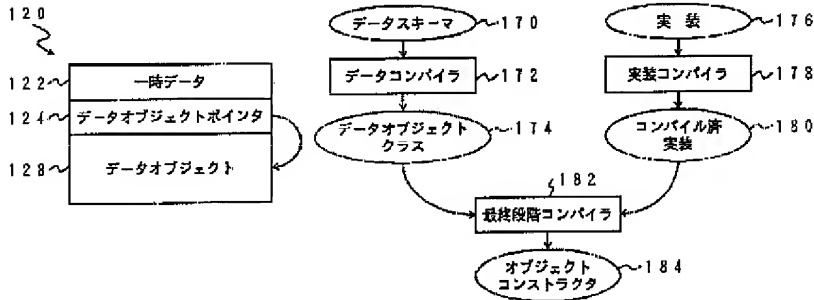 120
122 一時データ
124 データオブジェクトポインタ
128 データオブジェクト
データスキーマ 170
データコンパイラ 172
データオブジェクト
クラス 174
実 装 176
実装コンパイラ 178
コンパイル済
実装 180
182
最終段階コンパイラ
オブジェクト
コンストラクタ 184